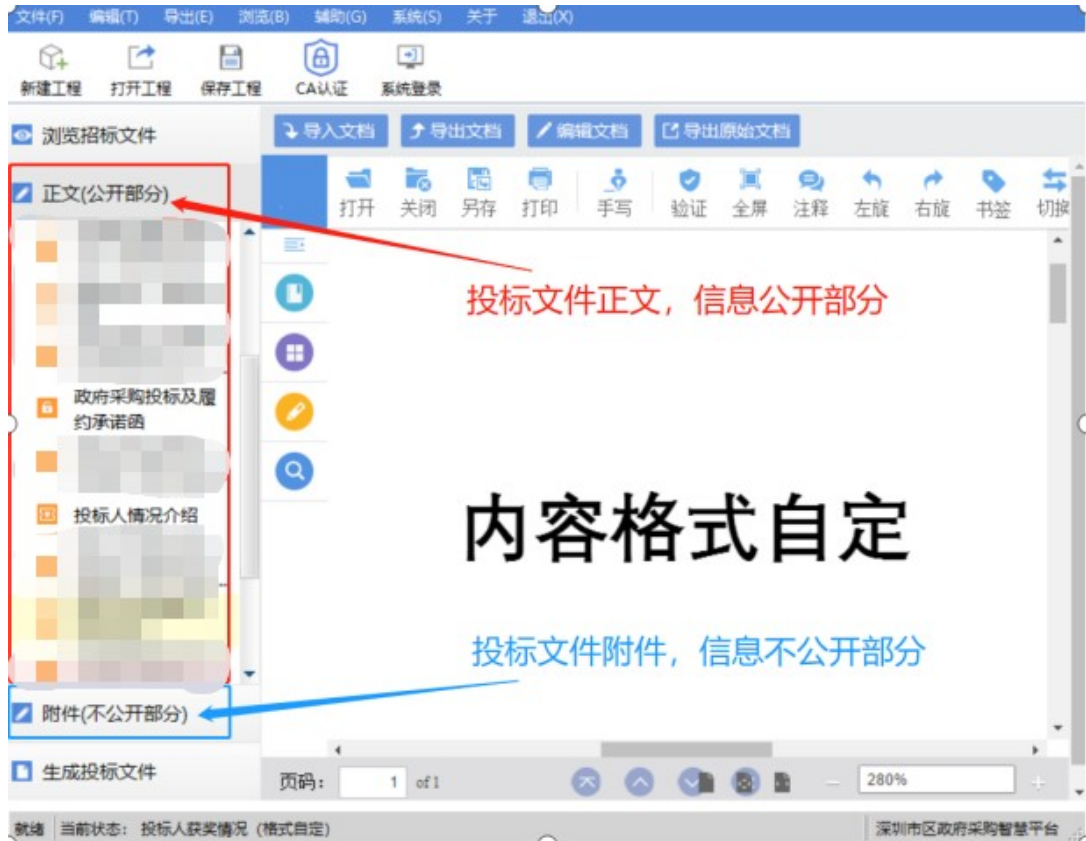 文件(F) 编辑(T) 导出(E) 浏览(B) 辅助(G) 系统(S) 关于 退出(X)
新建工程 打开工程 保存工程 CA认证 系统登录
浏览招标文件
导入文档 导出文档 编辑文档 导出原始文档
正文(公开部分)
打开 关闭 另存 打印 手写 验证 全屏 注释 左旋 右旋 书签 切换
投标文件正文，信息公开部分
政府采购投标及履
约承诺函
投标人情况介绍
内容格式自定
投标文件附件，信息不公开部分
附件(不公开部分)
生成投标文件
页码： 1 of 1 280%
就绪 当前状态： 投标人获奖情况 (格式自定) 深圳市区政府采购智慧平台